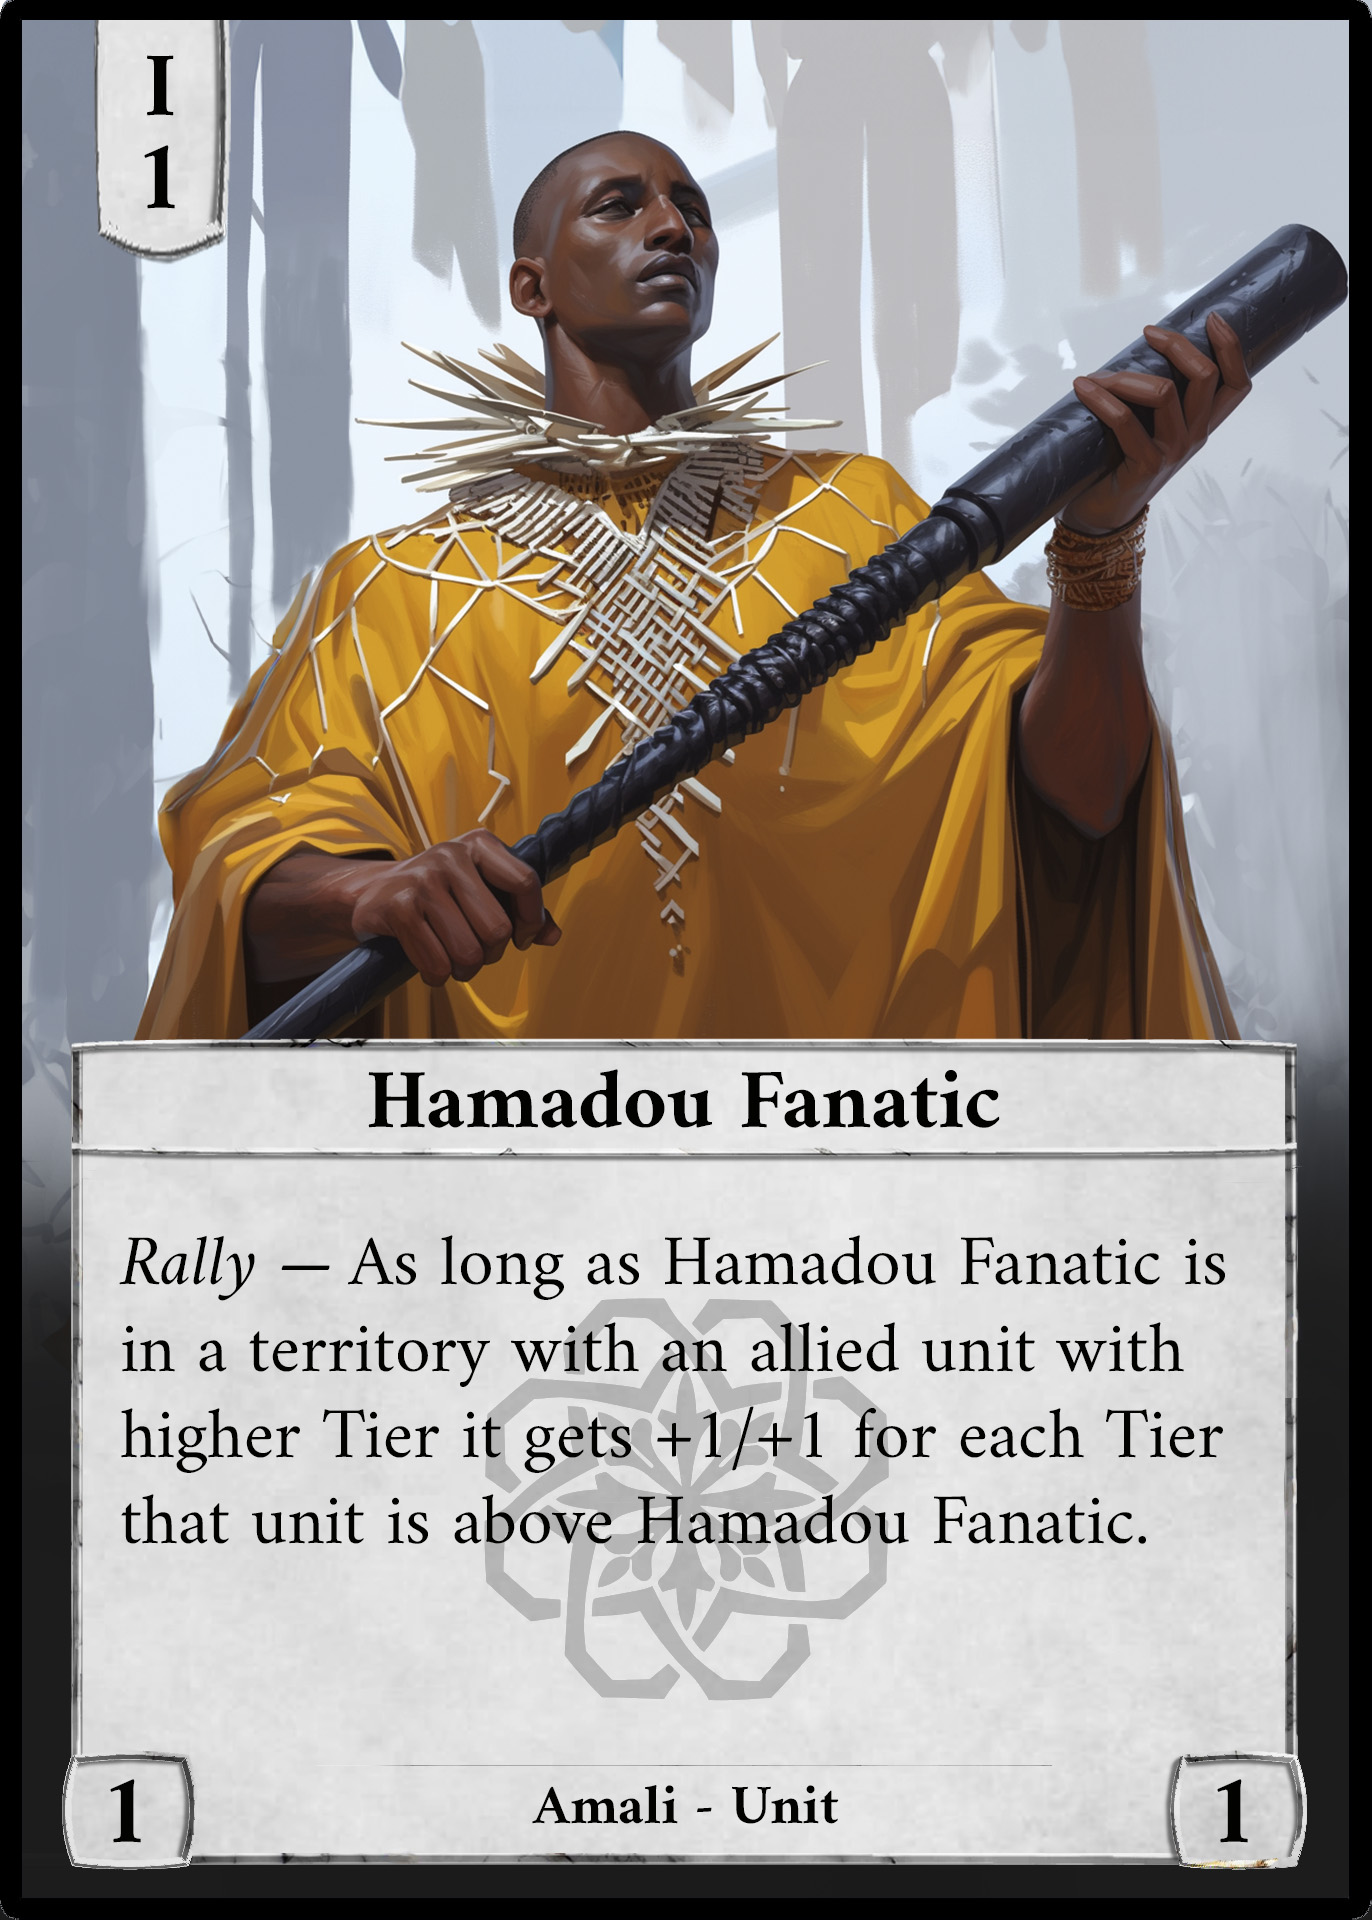 I
1
Hamadou Fanatic
Rally — As long as Hamadou Fanatic is
in a territory with an allied unit with
higher Tier it gets +1/+1 for each Tier
that unit is above Hamadou Fanatic.
1
Amali - Unit
1